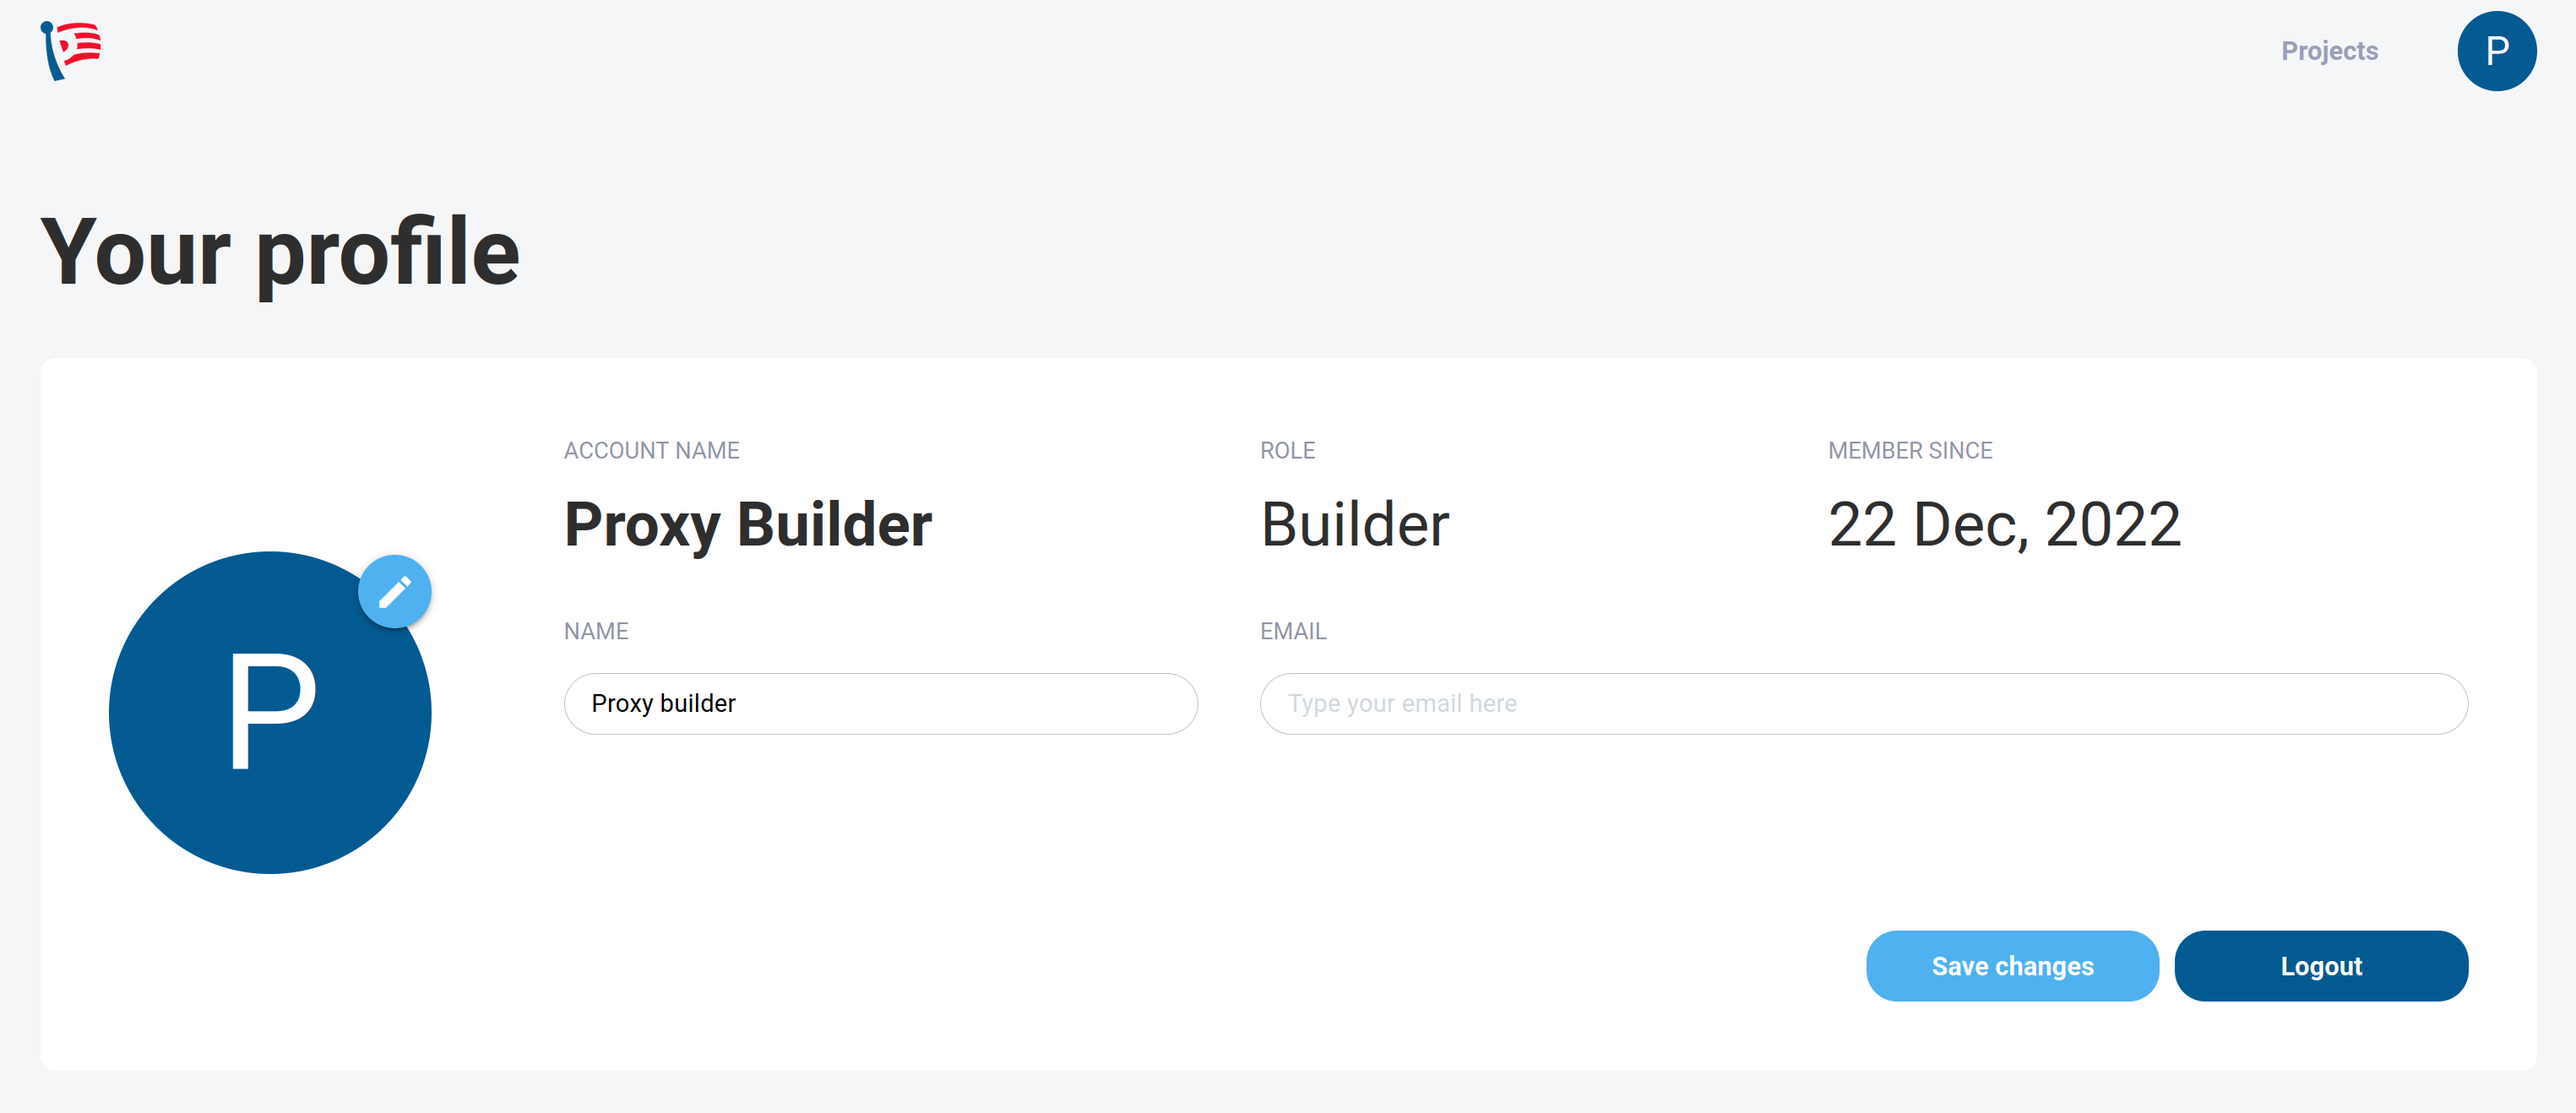 Projects
P
Your profile
ACCOUNT NAME
Proxy Builder
ROLE
Builder
MEMBER SINCE
22 Dec, 2022
P
NAME
Proxy builder
EMAIL
Type your email here
Save changes
Logout